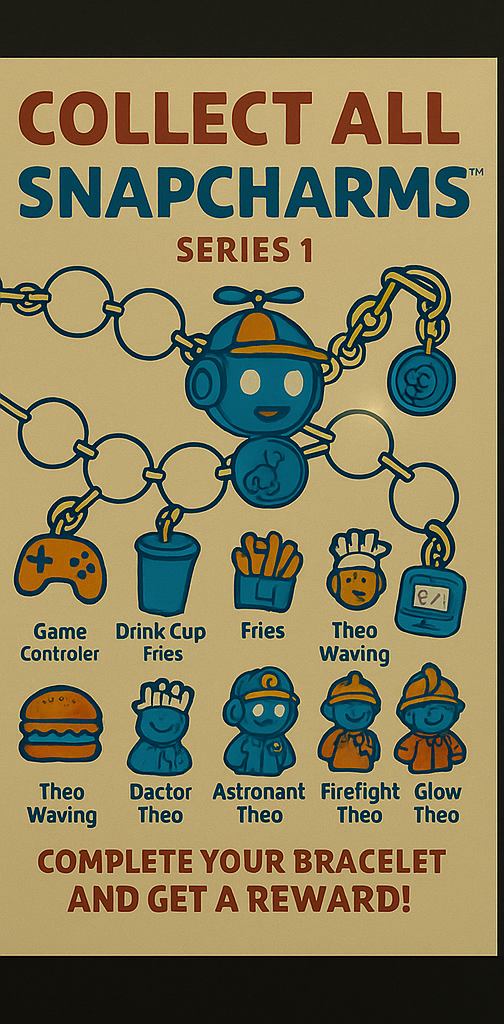 COLLECT ALL
SNAPCHARMS™
SERIES 1
Game
Controler
Drink Cup
Fries
Fries
Theo
Waving
Theo
Waving
Dactor
Theo
Astronant
Theo
Firefight
Theo
Glow
Theo
COMPLETE YOUR BRACELET
AND GET A REWARD!